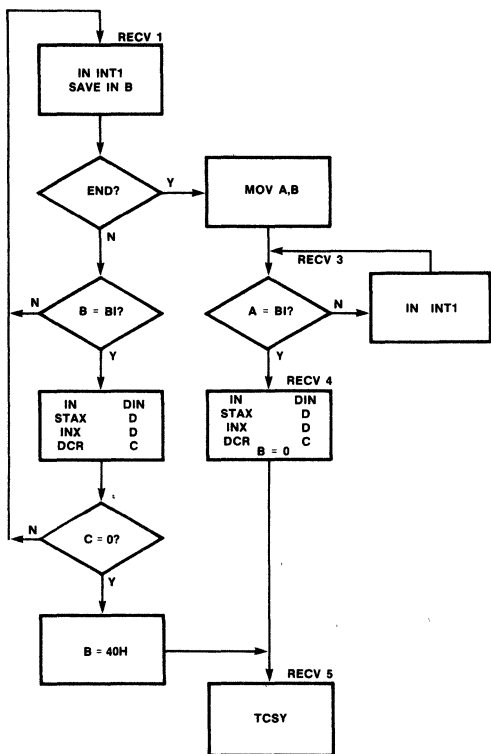 RECV 1
IN INT1
SAVE IN B
END?
Y
MOV A,B
N
RECV 3
N
B = BI?
A = BI?
N
IN INT1
Y
Y
RECV 4
IN DIN
STAX D
INX D
DCR C
IN DIN
STAX D
INX D
DCR C
B = 0
N
C = 0?
Y
B = 40H
RECV 5
TCSY